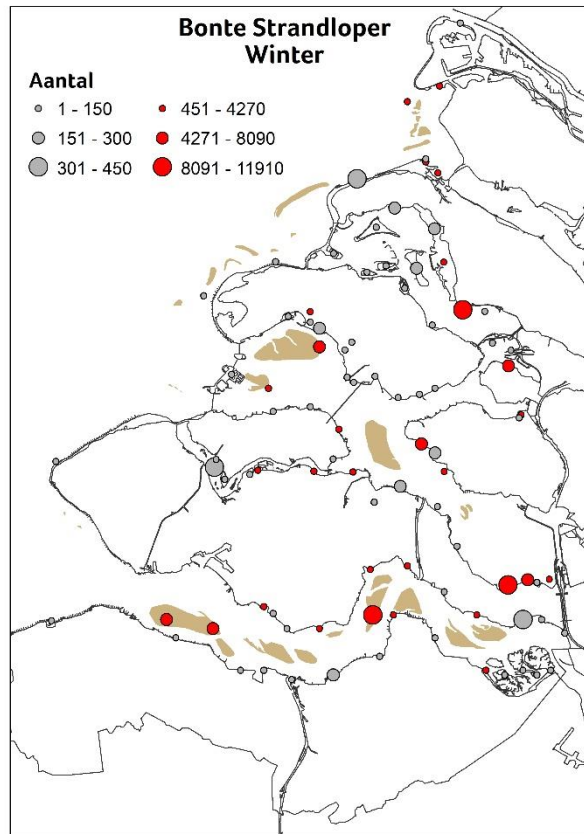 Bonte Strandloper
Winter
Aantal
1 - 150
451 - 4270
151 - 300
4271 - 8090
301 - 450
8091 - 11910